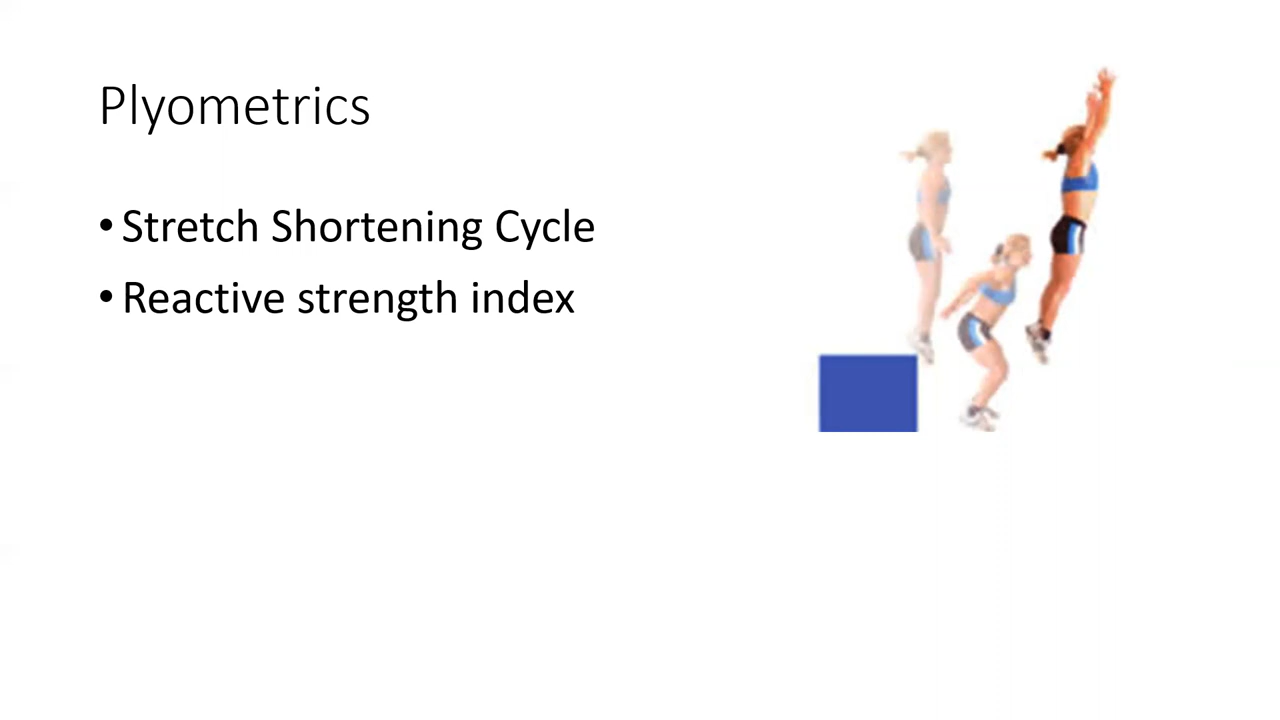 Plyometrics
• Stretch Shortening Cycle
• Reactive strength index